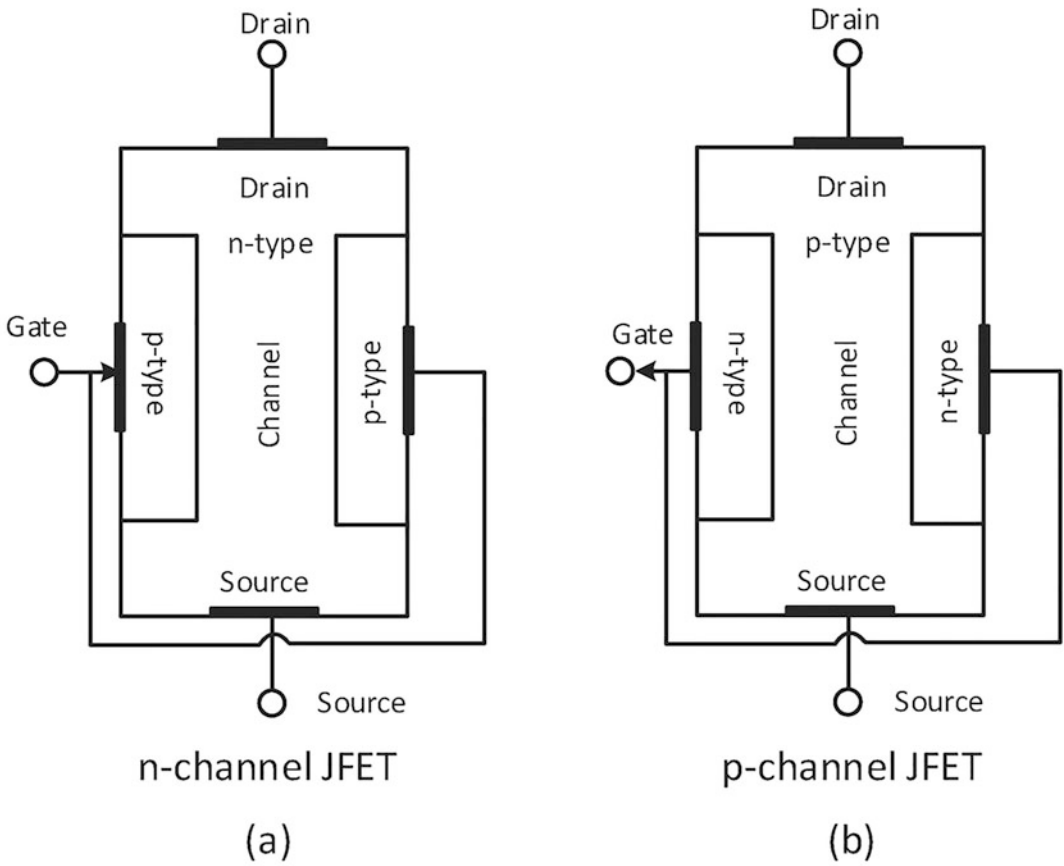 Drain
Drain
n-type
Gate
p-type
Channel
p-type
Source
Source
n-channel JFET
(a)
Drain
Drain
p-type
Gate
n-type
Channel
n-type
Source
Source
p-channel JFET
(b)